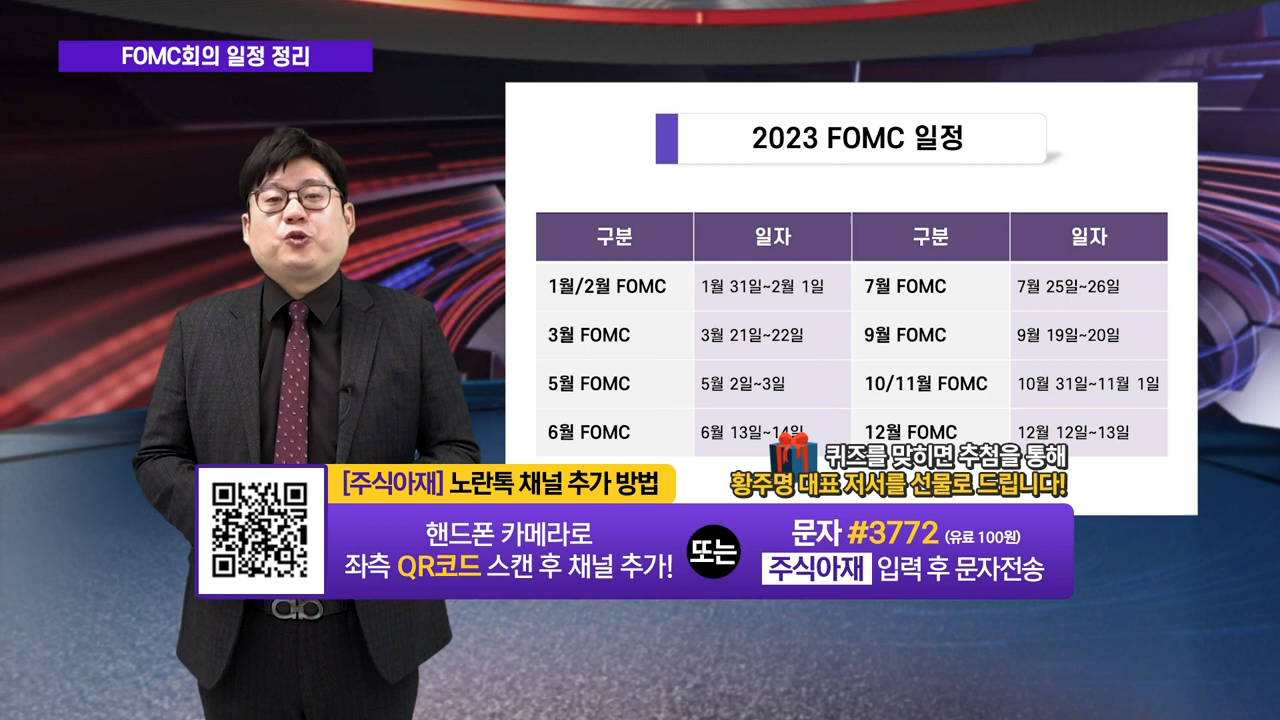 FOMC회의 일정 정리
2023 FOMC 일정
구분 일자 구분 일자
1월/2월 FOMC 1월 31일~2월 1일 7월 FOMC 7월 25일~26일
3월 FOMC 3월 21일~22일 9월 FOMC 9월 19일~20일
5월 FOMC 5월 2일~3일 10/11월 FOMC 10월 31일~11월 1일
6월 FOMC 6월 13일~14일 12월 FOMC 12월 12일~13일
퀴즈를 맞히면 추첨을 통해
황주명 대표 저서를 선물로 드립니다!
[주식아재] 노란톡 채널 추가 방법
핸드폰 카메라로
좌측 QR코드 스캔 후 채널 추가!
또는
문자 #3772 (유료 100원)
주식아재 입력 후 문자전송